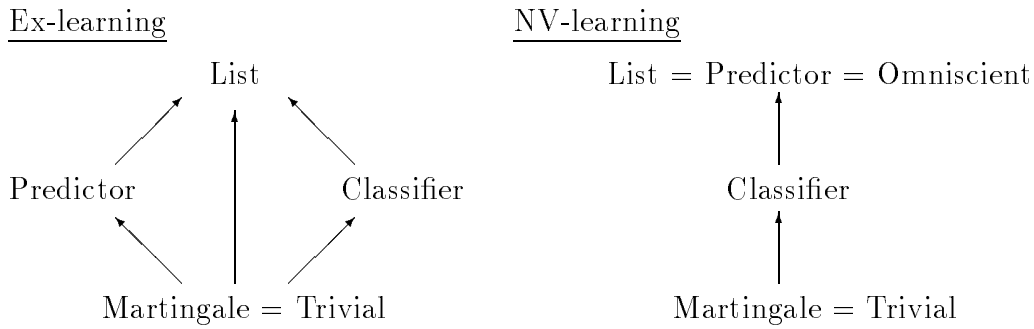 Ex-learning
List
Predictor
Classifier
Martingale = Trivial
NV-learning
List = Predictor = Omniscient
Classifier
Martingale = Trivial